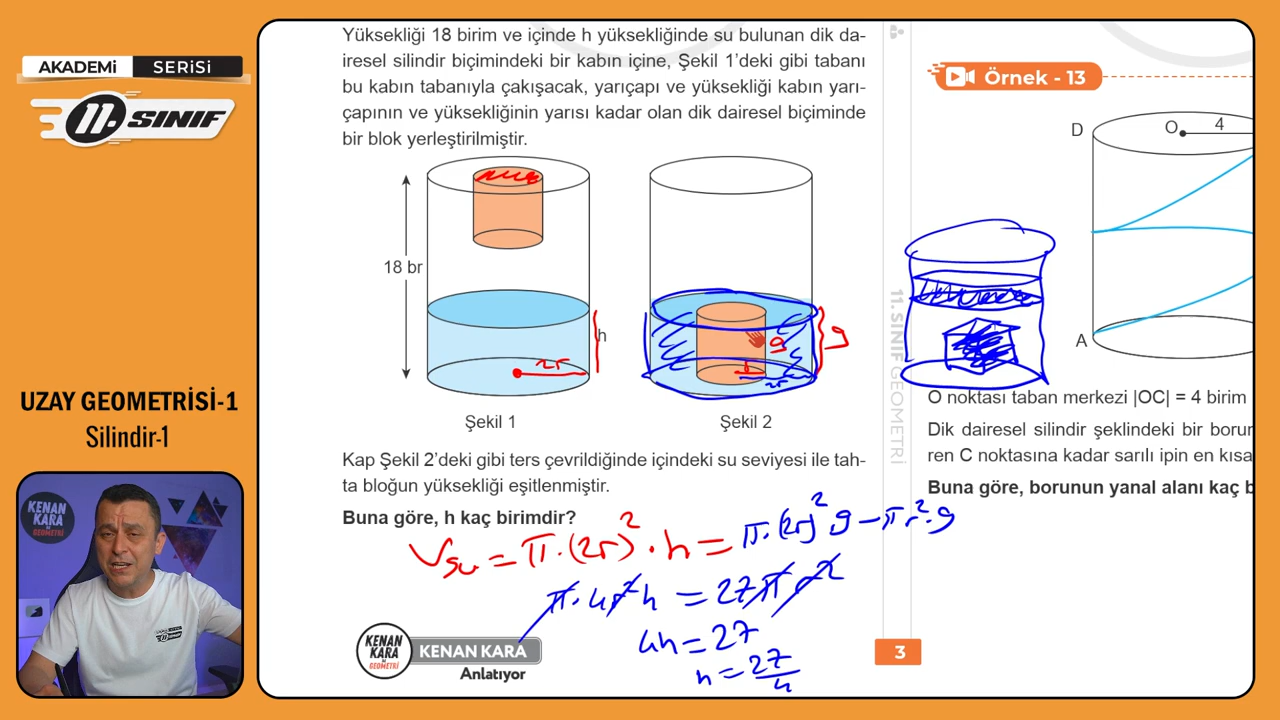 AKADEMİ SERİSİ
11. SINIF
UZAY GEOMETRİSİ-1
Silindir-1
KENAN
KARA
GEOMETRİ
Yüksekliği 18 birim ve içinde h yüksekliğinde su bulunan dik da-
iresel silindir biçimindeki bir kabın içine, Şekil 1'deki gibi tabanı
bu kabın tabanıyla çakışacak, yarıçapı ve yüksekliği kabın yarı-
çapının ve yüksekliğinin yarısı kadar olan dik dairesel biçiminde
bir blok yerleştirilmiştir.
18 br
h
2r
Şekil 1
9
9
2r
Şekil 2
Kap Şekil 2'deki gibi ters çevrildiğinde içindeki su seviyesi ile tah-
ta bloğun yüksekliği eşitlenmiştir.
Buna göre, h kaç birimdir?
Vsu = π·(2r)²·h = π·(2r)²9 − πr²·9
π·4r²h = 27πr²
4h = 27
h = 27/4
KENAN
KARA
GEOMETRİ
KENAN KARA
Anlatıyor
3
11. SINIF GEOMETRİ
Örnek - 13
D
O
4
A
O noktası taban merkezi |OC| = 4 birim
Dik dairesel silindir şeklindeki bir borur
ren C noktasına kadar sarılı ipin en kısa
Buna göre, borunun yanal alanı kaç b